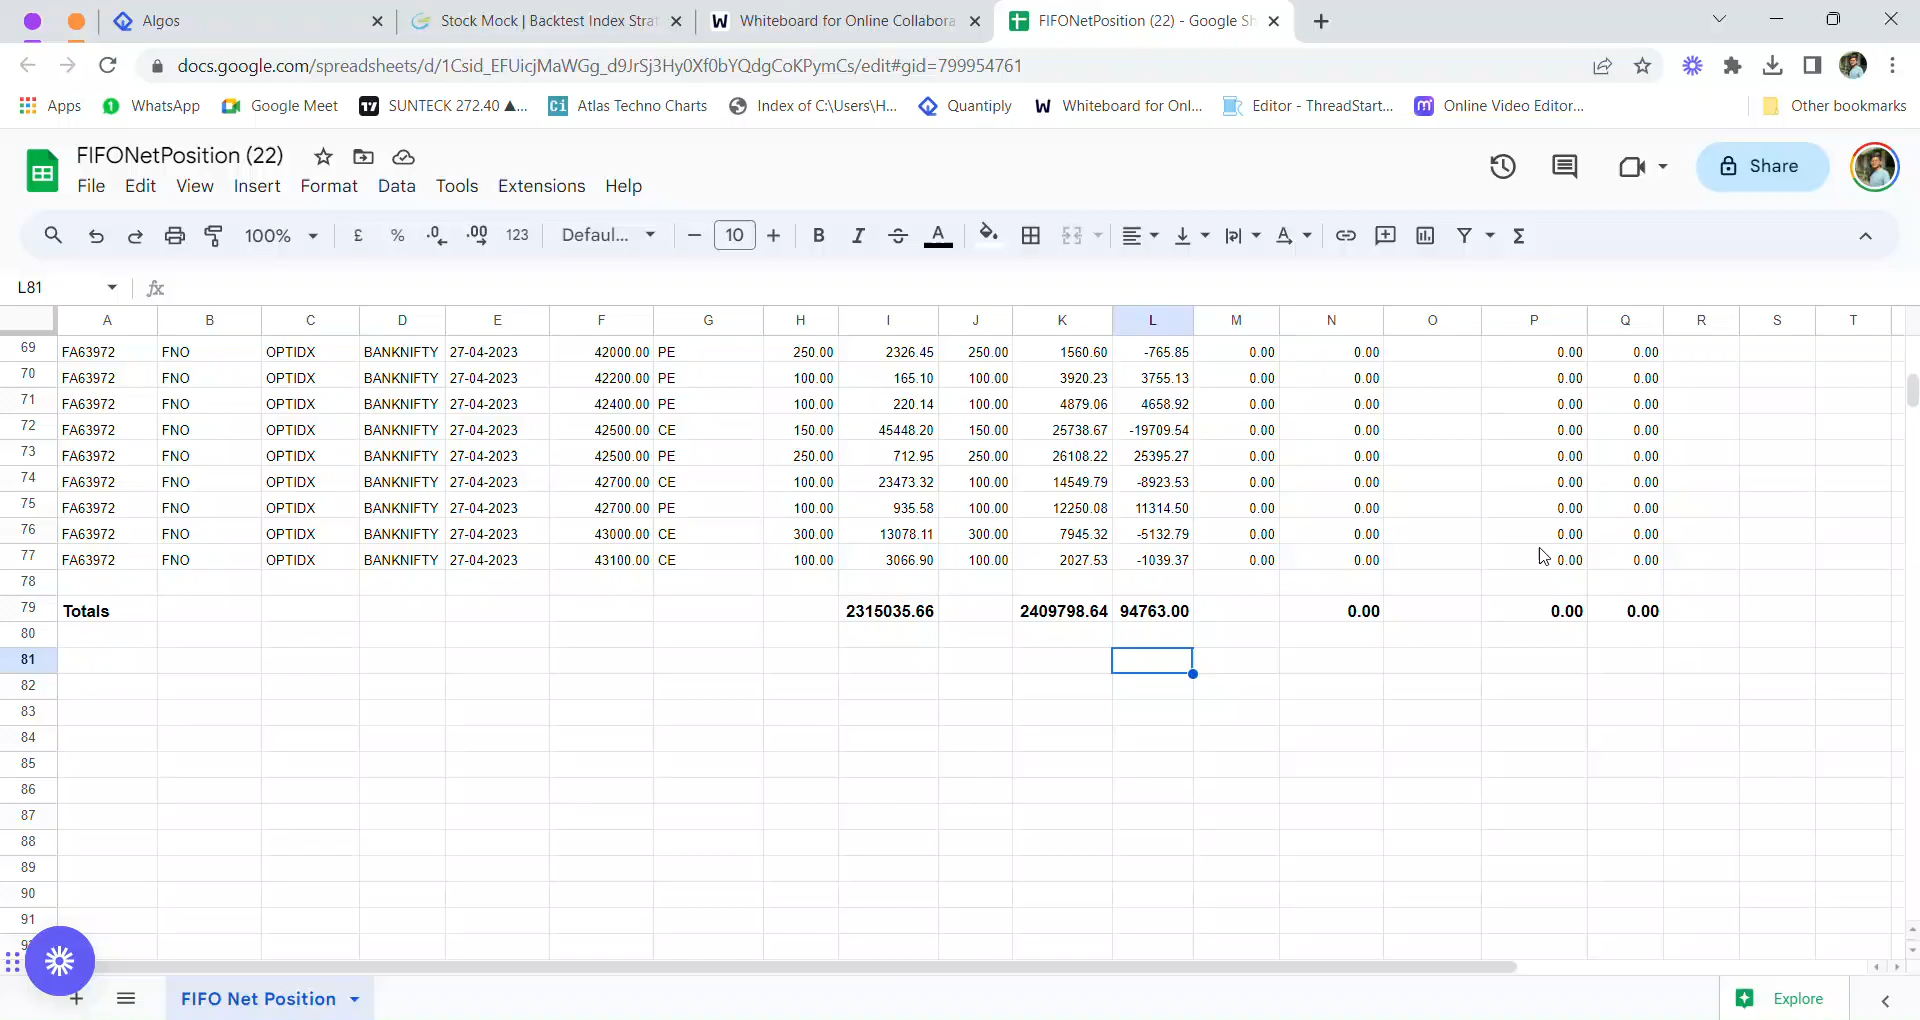 Algos
Stock Mock | Backtest Index Strat
W Whiteboard for Online Collabora
FIFONetPosition (22) - Google Sh
docs.google.com/spreadsheets/d/1Csid_EFUicjMaWGg_d9JrSj3Hy0Xf0bYQdgCoKPymCs/edit#gid=799954761
Apps
1 WhatsApp
Google Meet
SUNTECK 272.40 ▲...
Ci Atlas Techno Charts
Index of C:\Users\H...
Quantiply
W Whiteboard for Onl...
Editor - ThreadStart...
m Online Video Editor...
Other bookmarks
FIFONetPosition (22)
Share
File Edit View Insert Format Data Tools Extensions Help
100% £ % .0 .00 123 Defaul... − 10 + B I S A Σ
L81 fx
A B C D E F G H I J K L M N O P Q R S T
69 FA63972 FNO OPTIDX BANKNIFTY 27-04-2023 42000.00 PE 250.00 2326.45 250.00 1560.60 -765.85 0.00 0.00 0.00 0.00
70 FA63972 FNO OPTIDX BANKNIFTY 27-04-2023 42200.00 PE 100.00 165.10 100.00 3920.23 3755.13 0.00 0.00 0.00 0.00
71 FA63972 FNO OPTIDX BANKNIFTY 27-04-2023 42400.00 PE 100.00 220.14 100.00 4879.06 4658.92 0.00 0.00 0.00 0.00
72 FA63972 FNO OPTIDX BANKNIFTY 27-04-2023 42500.00 CE 150.00 45448.20 150.00 25738.67 -19709.54 0.00 0.00 0.00 0.00
73 FA63972 FNO OPTIDX BANKNIFTY 27-04-2023 42500.00 PE 250.00 712.95 250.00 26108.22 25395.27 0.00 0.00 0.00 0.00
74 FA63972 FNO OPTIDX BANKNIFTY 27-04-2023 42700.00 CE 100.00 23473.32 100.00 14549.79 -8923.53 0.00 0.00 0.00 0.00
75 FA63972 FNO OPTIDX BANKNIFTY 27-04-2023 42700.00 PE 100.00 935.58 100.00 12250.08 11314.50 0.00 0.00 0.00 0.00
76 FA63972 FNO OPTIDX BANKNIFTY 27-04-2023 43000.00 CE 300.00 13078.11 300.00 7945.32 -5132.79 0.00 0.00 0.00 0.00
77 FA63972 FNO OPTIDX BANKNIFTY 27-04-2023 43100.00 CE 100.00 3066.90 100.00 2027.53 -1039.37 0.00 0.00 0.00 0.00
78
79 Totals 2315035.66 2409798.64 94763.00 0.00 0.00 0.00
80
81
82
83
84
85
86
87
88
89
90
91
FIFO Net Position
Explore